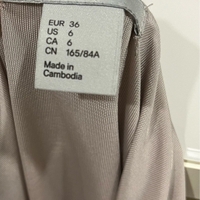 EUR 36
US 6
CA 6
CN 165/84A
Made in
Cambodia